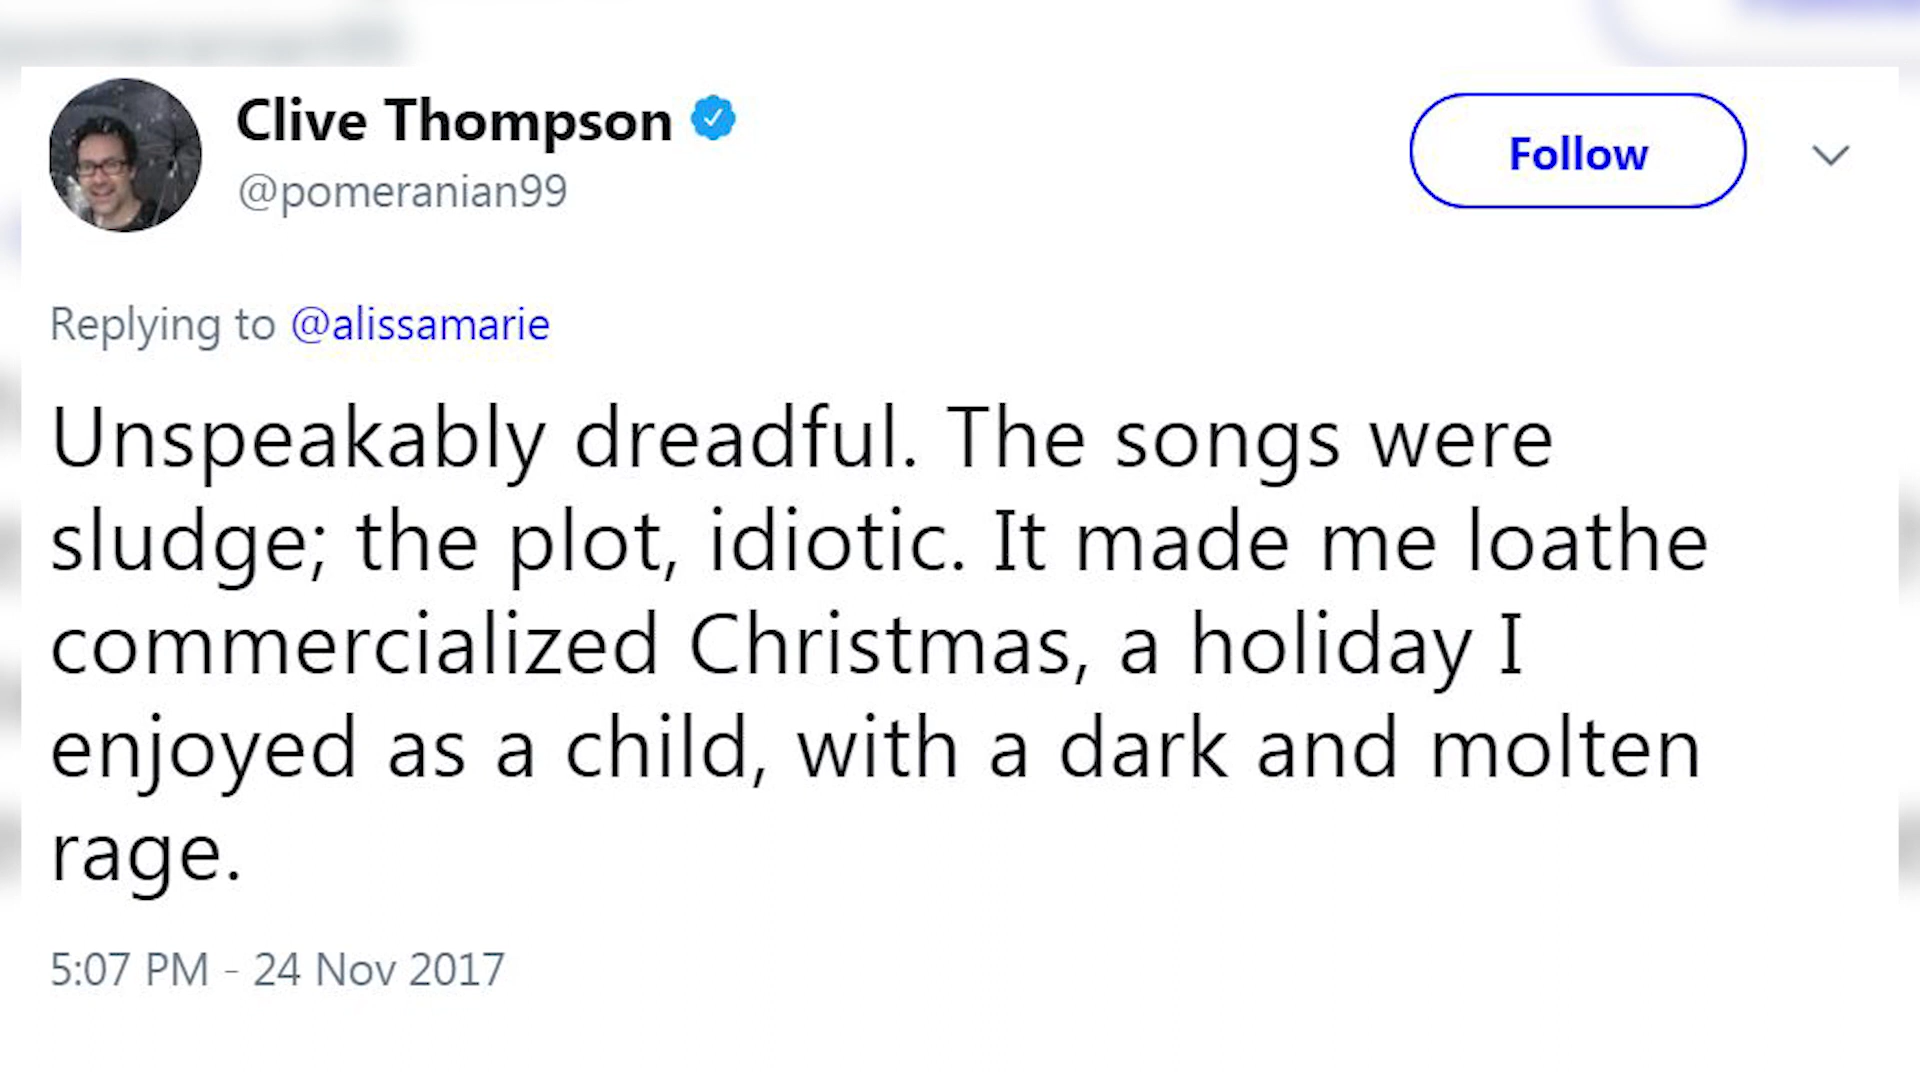 Clive Thompson
@pomeranian99
Follow
Replying to @alissamarie
Unspeakably dreadful. The songs were
sludge; the plot, idiotic. It made me loathe
commercialized Christmas, a holiday I
enjoyed as a child, with a dark and molten
rage.
5:07 PM - 24 Nov 2017